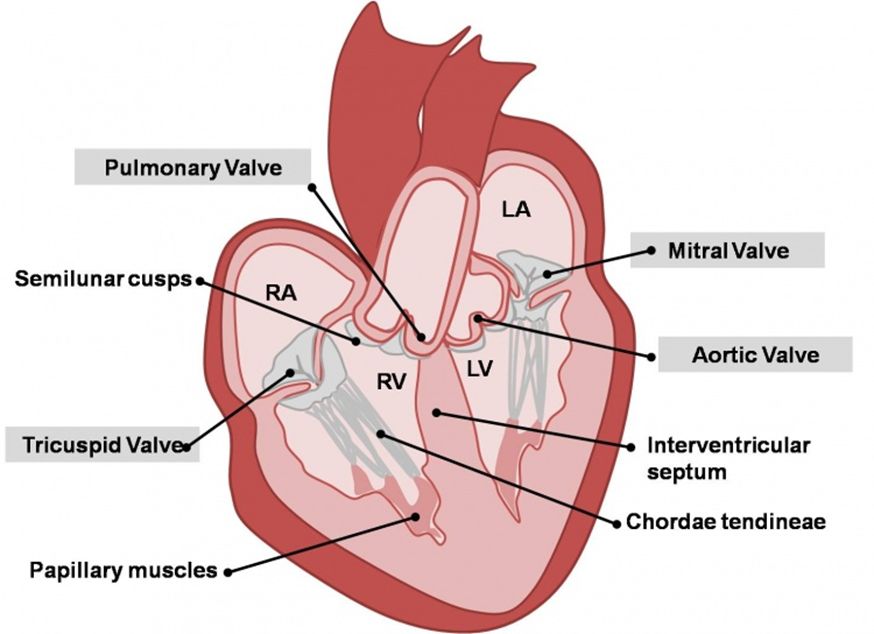 Pulmonary Valve
LA
Mitral Valve
Semilunar cusps
RA
Aortic Valve
RV
LV
Tricuspid Valve
Interventricular
septum
Chordae tendineae
Papillary muscles